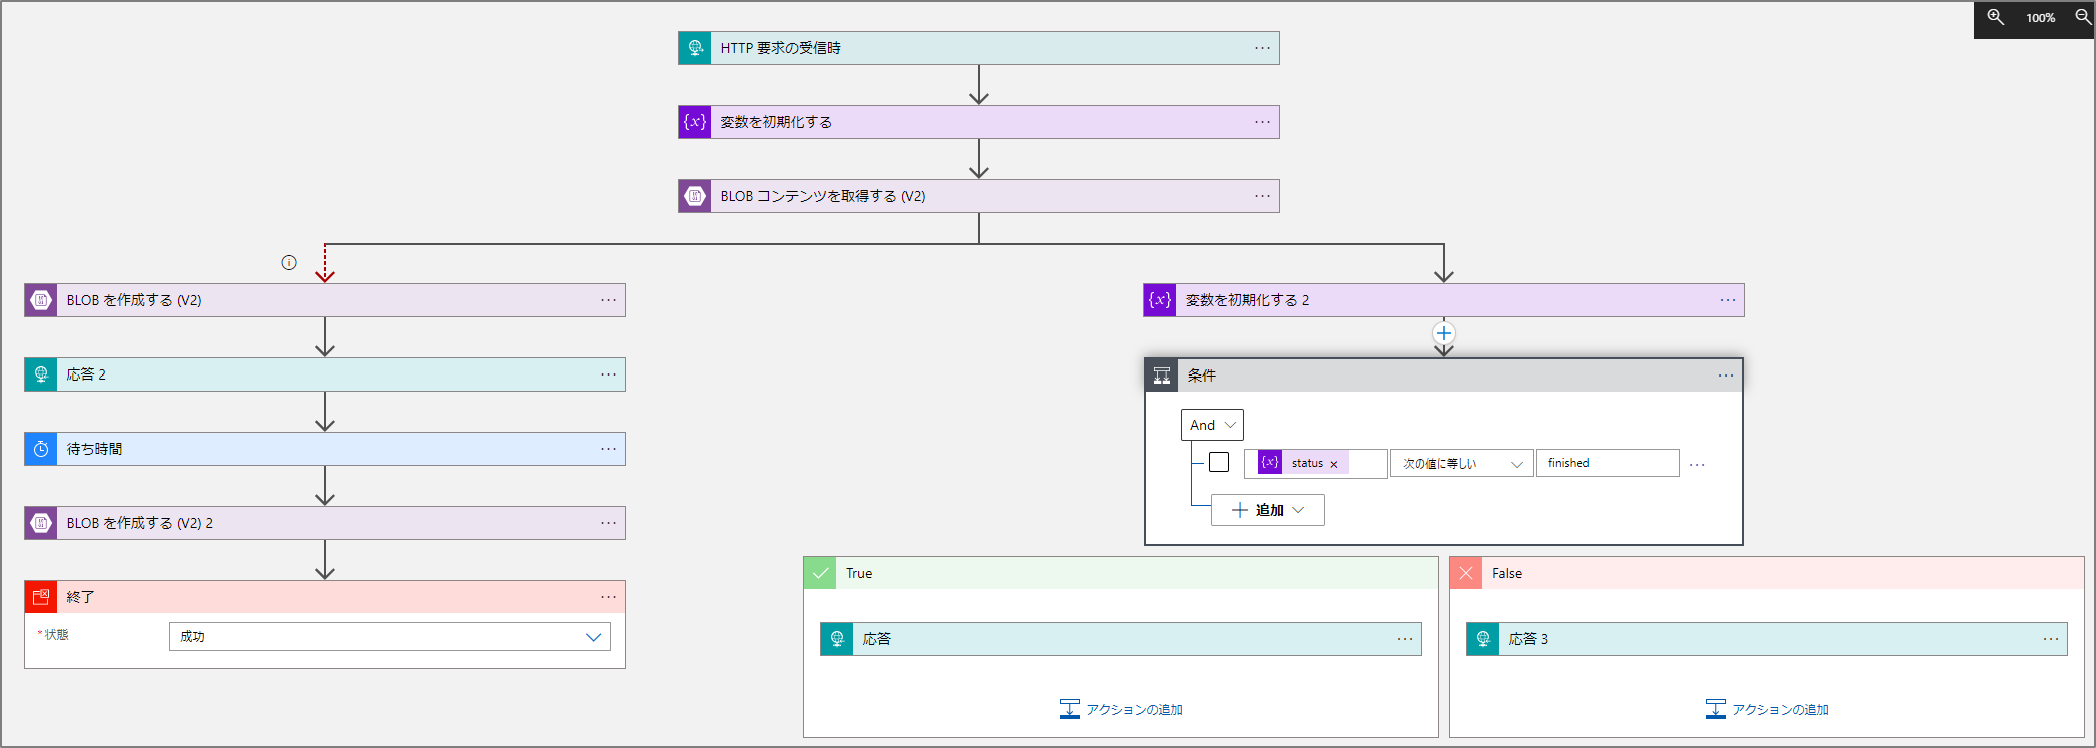 100%
HTTP 要求の受信時
変数を初期化する
BLOB コンテンツを取得する (V2)
BLOB を作成する (V2)
応答 2
待ち時間
BLOB を作成する (V2) 2
終了
*状態
成功
変数を初期化する 2
条件
And
status × 次の値に等しい finished
追加
True
応答
アクションの追加
False
応答 3
アクションの追加